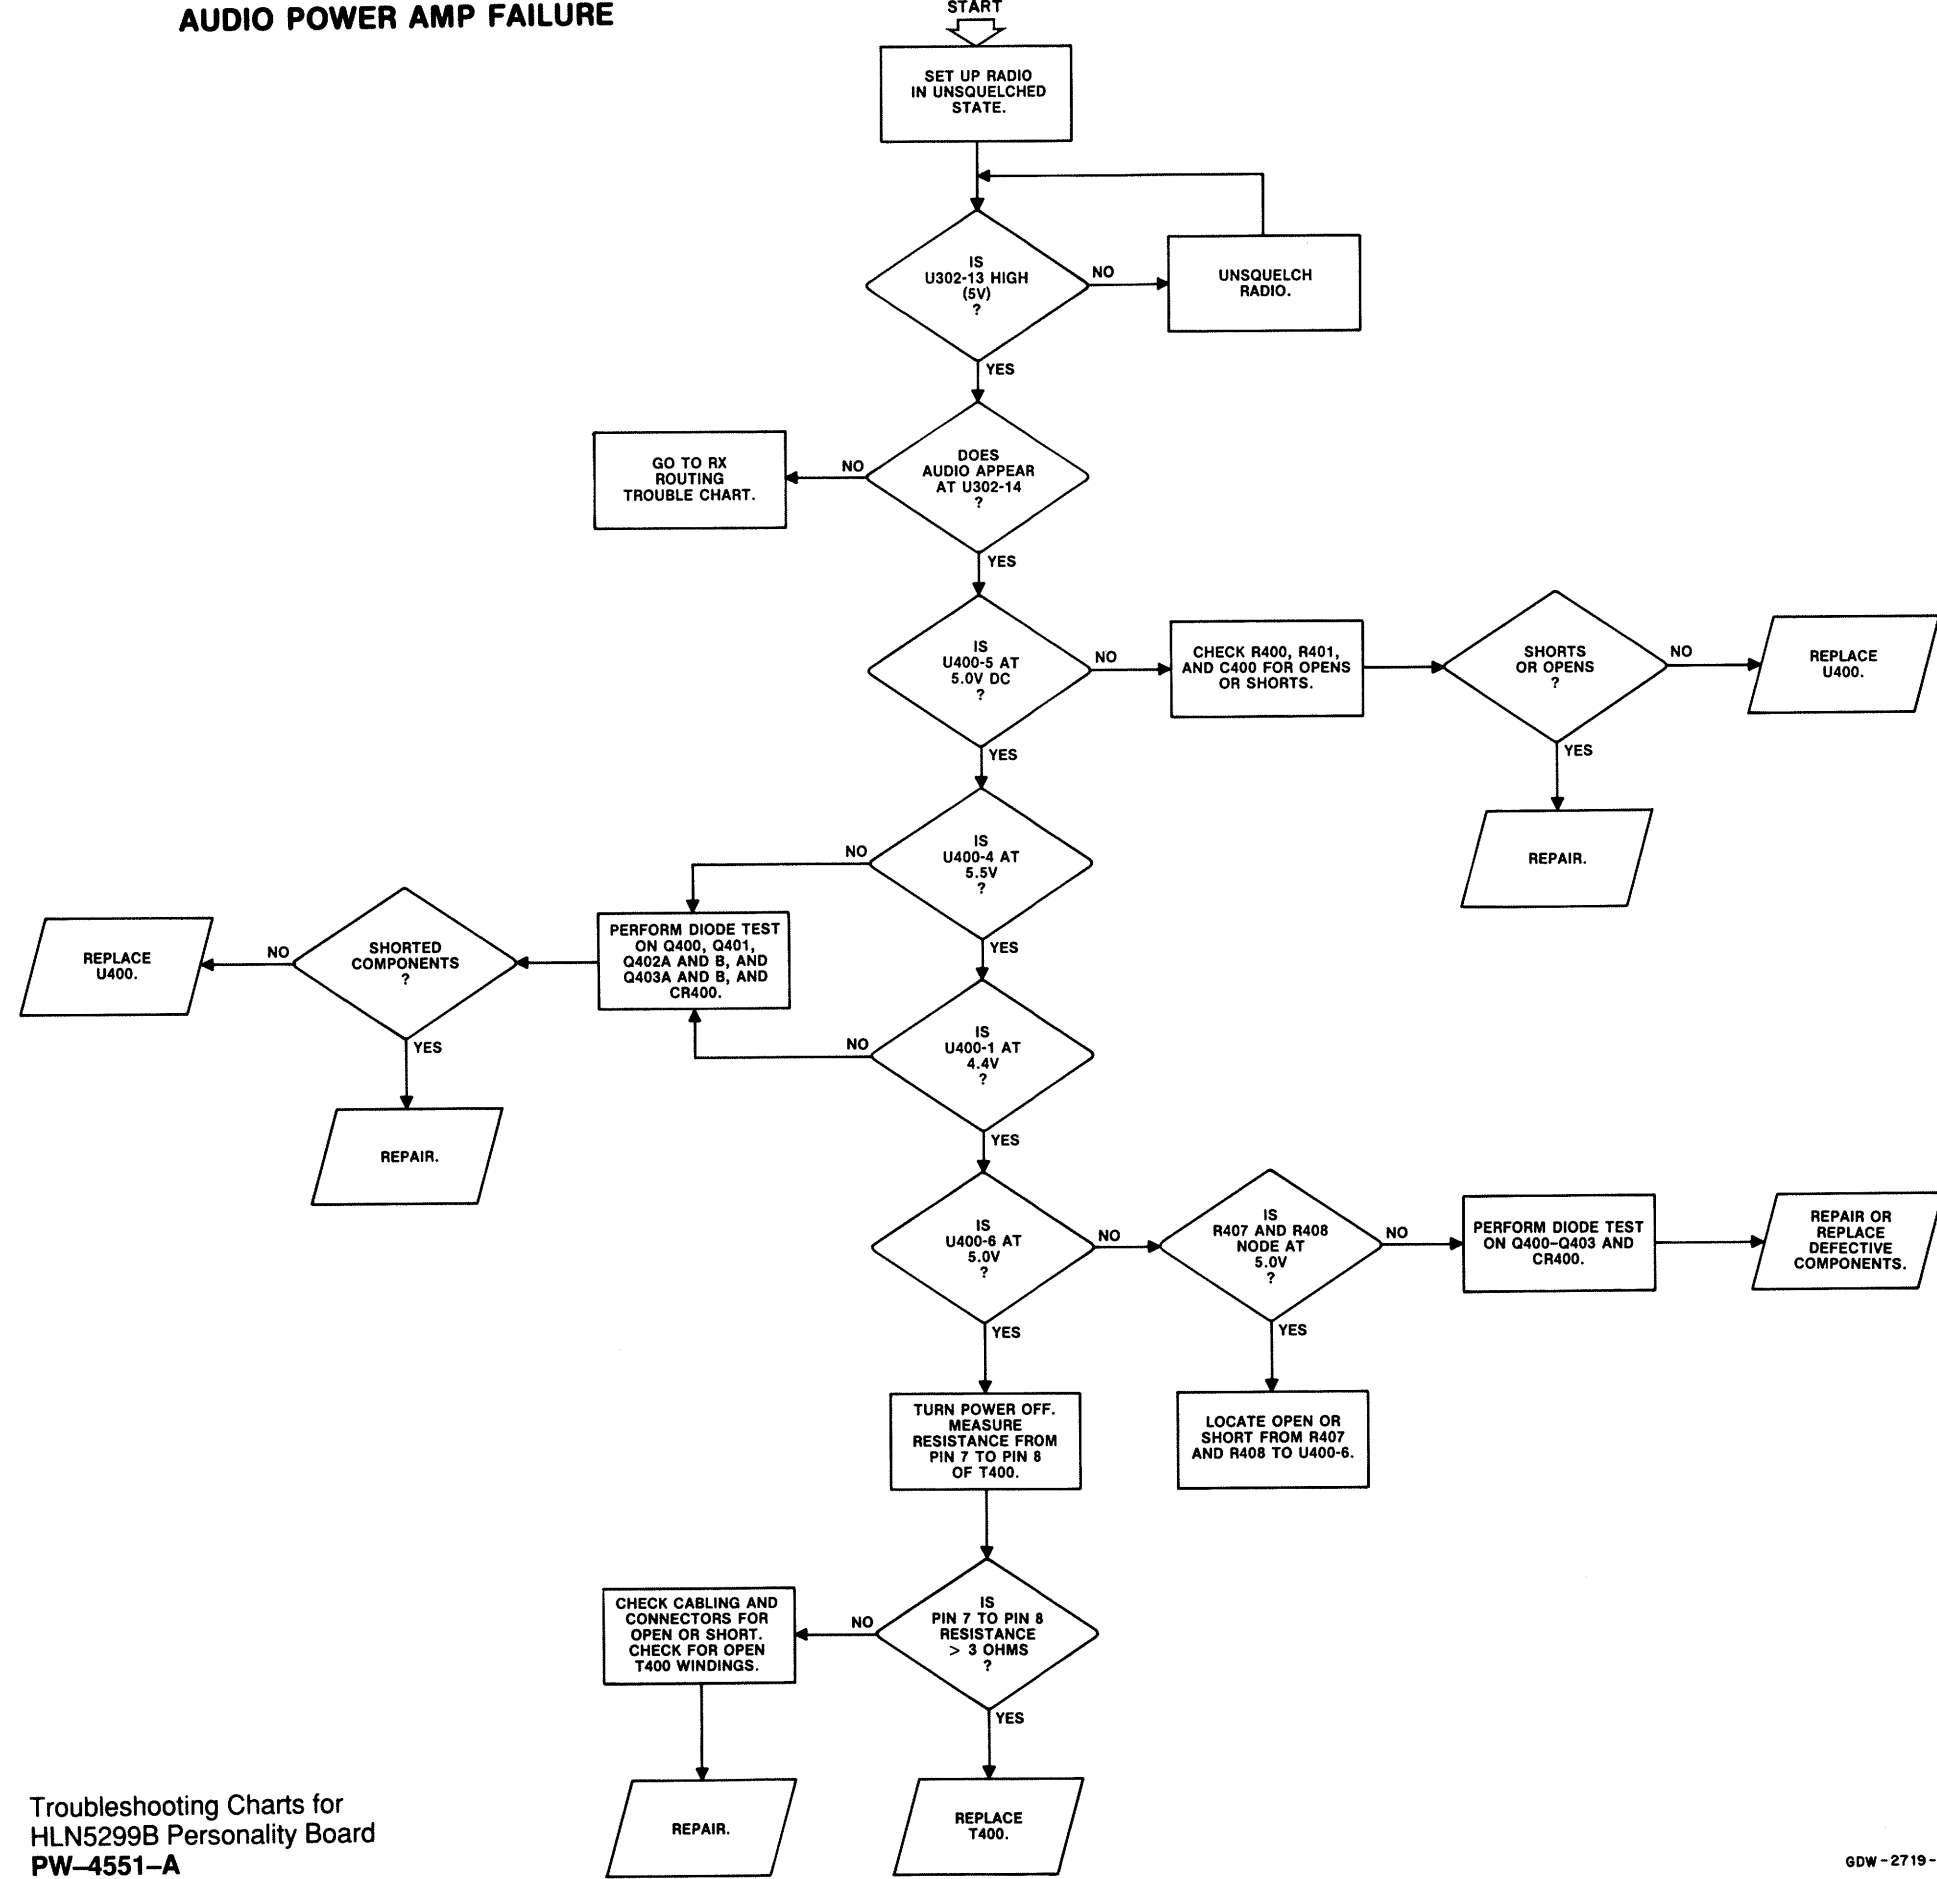 AUDIO POWER AMP FAILURE
START
SET UP RADIO
IN UNSQUELCHED
STATE.
IS
U302-13 HIGH
(5V)
?
NO
UNSQUELCH
RADIO.
YES
DOES
AUDIO APPEAR
AT U302-14
?
NO
GO TO RX
ROUTING
TROUBLE CHART.
YES
IS
U400-5 AT
5.0V DC
?
NO
CHECK R400, R401,
AND C400 FOR OPENS
OR SHORTS.
SHORTS
OR OPENS
?
NO
REPLACE
U400.
YES
REPAIR.
YES
IS
U400-4 AT
5.5V
?
NO
PERFORM DIODE TEST
ON Q400, Q401,
Q402A AND B, AND
Q403A AND B, AND
CR400.
SHORTED
COMPONENTS
?
NO
REPLACE
U400.
YES
REPAIR.
YES
IS
U400-1 AT
4.4V
?
NO
YES
IS
U400-6 AT
5.0V
?
NO
IS
R407 AND R408
NODE AT
5.0V
?
NO
PERFORM DIODE TEST
ON Q400-Q403 AND
CR400.
REPAIR OR
REPLACE
DEFECTIVE
COMPONENTS.
YES
LOCATE OPEN OR
SHORT FROM R407
AND R408 TO U400-6.
YES
TURN POWER OFF.
MEASURE
RESISTANCE FROM
PIN 7 TO PIN 8
OF T400.
IS
PIN 7 TO PIN 8
RESISTANCE
> 3 OHMS
?
NO
CHECK CABLING AND
CONNECTORS FOR
OPEN OR SHORT.
CHECK FOR OPEN
T400 WINDINGS.
REPAIR.
YES
REPLACE
T400.
Troubleshooting Charts for
HLN5299B Personality Board
PW–4551–A
GDW-2719-